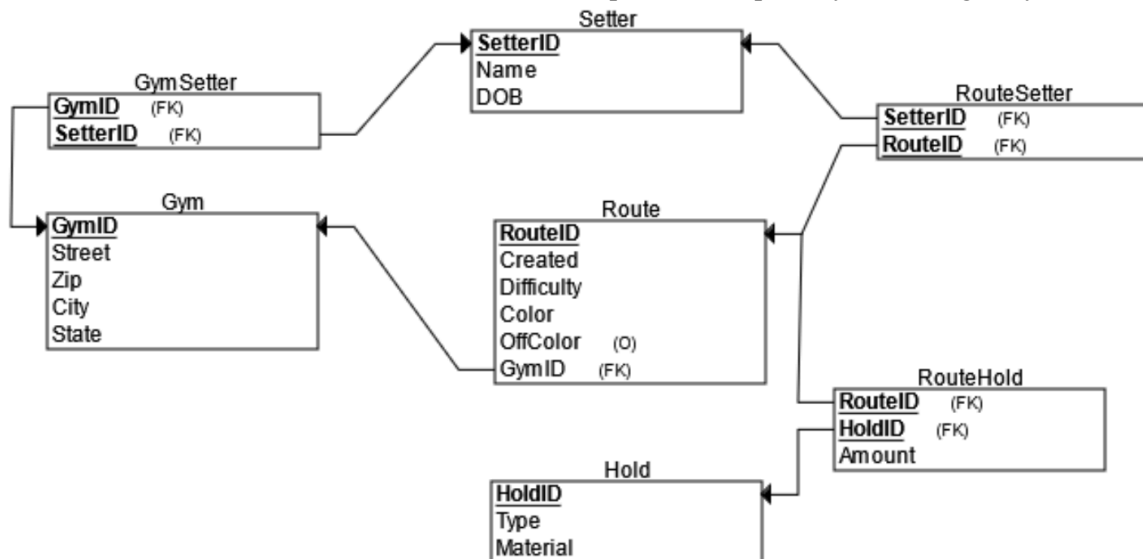 Setter
SetterID
Name
DOB
GymSetter
GymID (FK)
SetterID (FK)
RouteSetter
SetterID (FK)
RouteID (FK)
Gym
GymID
Street
Zip
City
State
Route
RouteID
Created
Difficulty
Color
OffColor (O)
GymID (FK)
RouteHold
RouteID (FK)
HoldID (FK)
Amount
Hold
HoldID
Type
Material